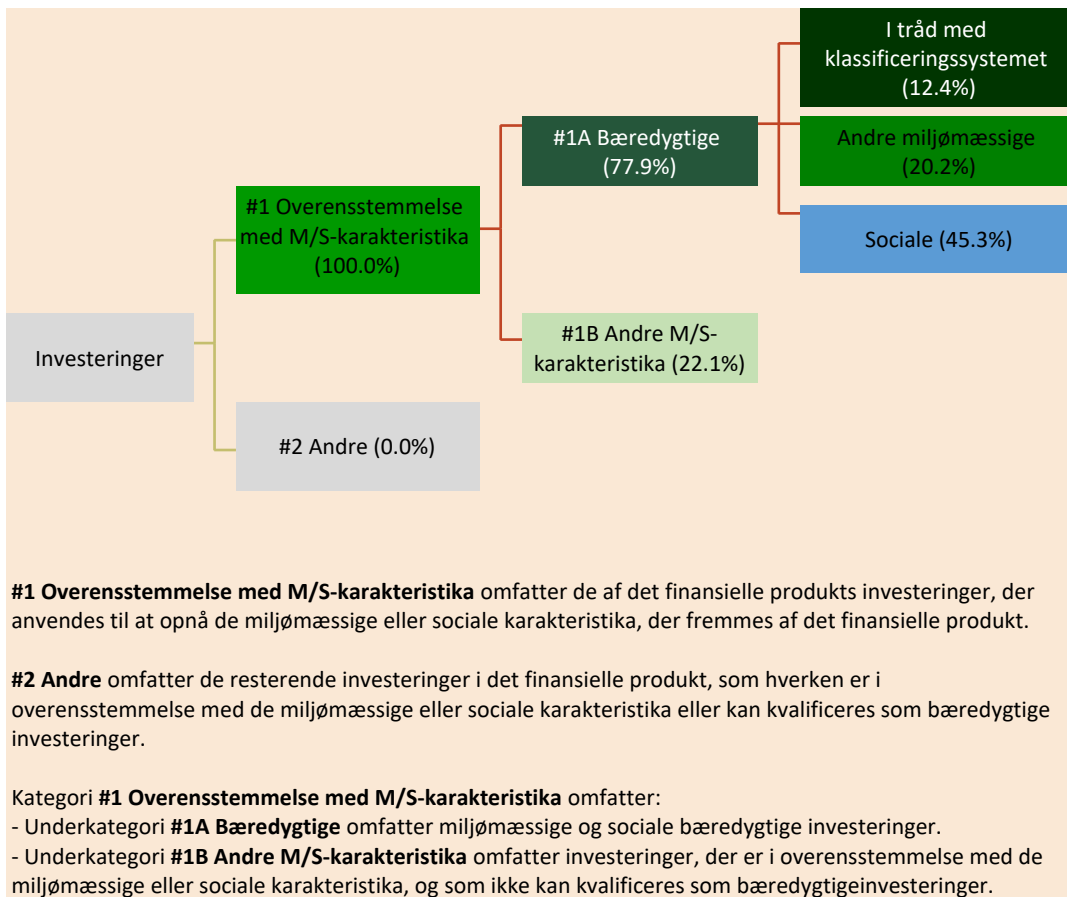 I tråd med
klassificeringssystemet
(12.4%)
#1A Bæredygtige
(77.9%)
Andre miljømæssige
(20.2%)
#1 Overensstemmelse
med M/S-karakteristika
(100.0%)
Sociale (45.3%)
Investeringer
#1B Andre M/S-
karakteristika (22.1%)
#2 Andre (0.0%)
#1 Overensstemmelse med M/S-karakteristika omfatter de af det finansielle produkts investeringer, der
anvendes til at opnå de miljømæssige eller sociale karakteristika, der fremmes af det finansielle produkt.
#2 Andre omfatter de resterende investeringer i det finansielle produkt, som hverken er i
overensstemmelse med de miljømæssige eller sociale karakteristika eller kan kvalificeres som bæredygtige
investeringer.
Kategori #1 Overensstemmelse med M/S-karakteristika omfatter:
- Underkategori #1A Bæredygtige omfatter miljømæssige og sociale bæredygtige investeringer.
- Underkategori #1B Andre M/S-karakteristika omfatter investeringer, der er i overensstemmelse med de
miljømæssige eller sociale karakteristika, og som ikke kan kvalificeres som bæredygtigeinvesteringer.